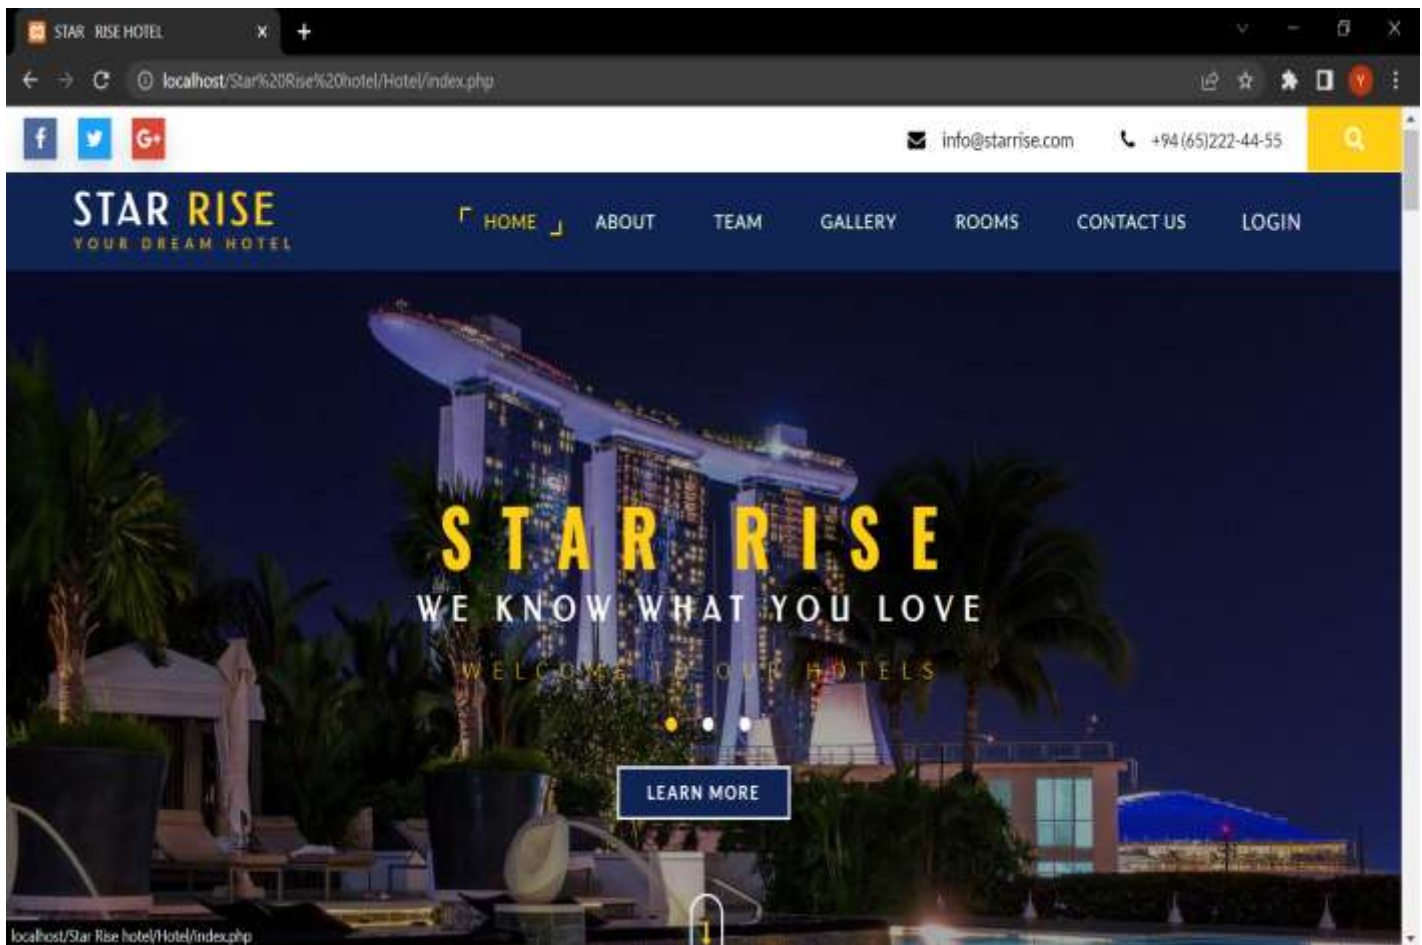 STAR RISE HOTEL
localhost/Star%20Rise%20hotel/Hotel/index.php
Y
f G+ info@starrise.com +94 (65)222-44-55
STAR RISE
YOUR DREAM HOTEL
HOME ABOUT TEAM GALLERY ROOMS CONTACT US LOGIN
STAR RISE
WE KNOW WHAT YOU LOVE
WELCOME TO OUR HOTELS
LEARN MORE
localhost/Star Rise hotel/Hotel/index.php